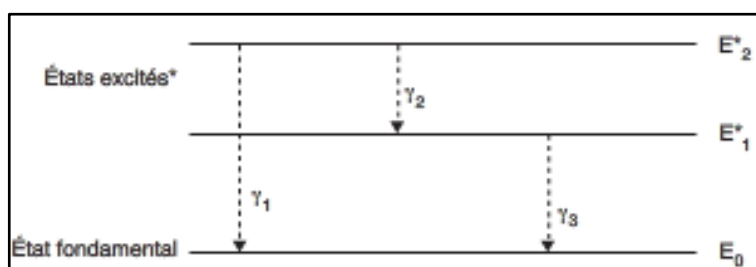 E*₂
États excités*
γ₂
E*₁
γ₁
γ₃
État fondamental
E₀